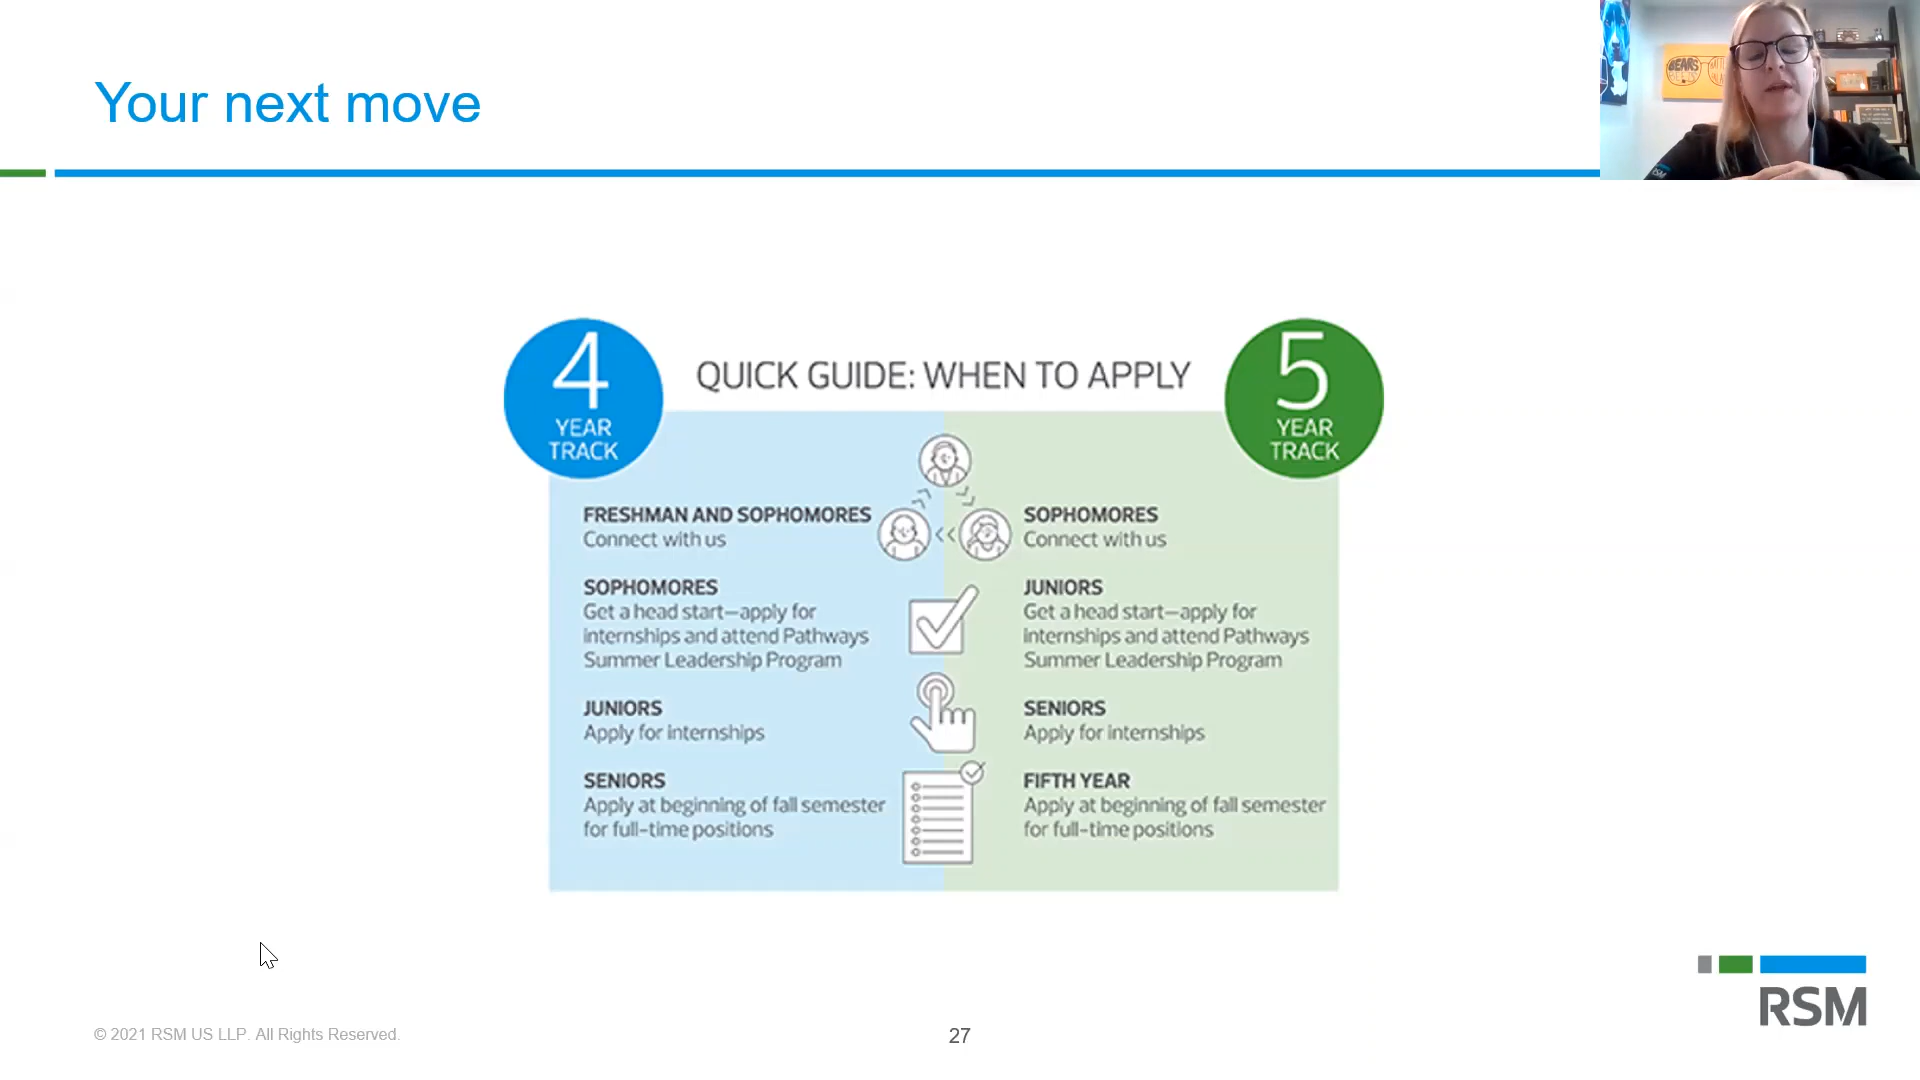 Your next move
BEARS
RSM
4
YEAR
TRACK
QUICK GUIDE: WHEN TO APPLY
5
YEAR
TRACK
FRESHMAN AND SOPHOMORES
Connect with us
SOPHOMORES
Get a head start—apply for
internships and attend Pathways
Summer Leadership Program
JUNIORS
Apply for internships
SENIORS
Apply at beginning of fall semester
for full-time positions
SOPHOMORES
Connect with us
JUNIORS
Get a head start—apply for
internships and attend Pathways
Summer Leadership Program
SENIORS
Apply for internships
FIFTH YEAR
Apply at beginning of fall semester
for full-time positions
RSM
© 2021 RSM US LLP. All Rights Reserved.
27